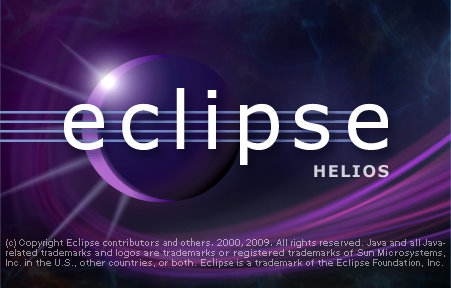 eclipse
HELIOS
(c) Copyright Eclipse contributors and others. 2000, 2009. All rights reserved. Java and all Java-
related trademarks and logos are trademarks or registered trademarks of Sun Microsystems,
Inc. in the U.S., other countries, or both. Eclipse is a trademark of the Eclipse Foundation, Inc.